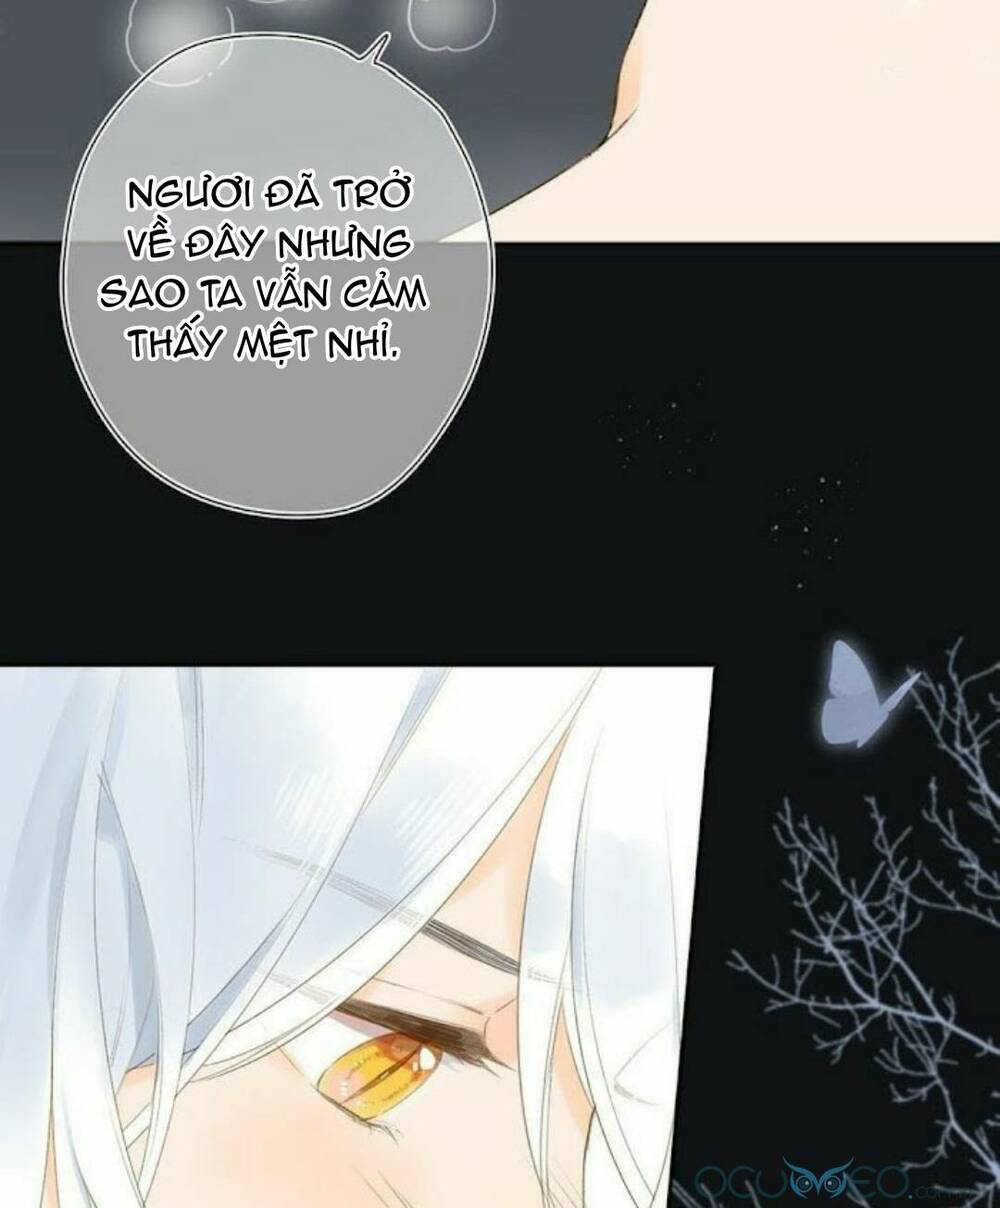 NGƯƠI ĐÃ TRỞ
VỀ ĐÂY NHƯNG
SAO TA VẪN CẢM
THẤY MỆT NHỈ.